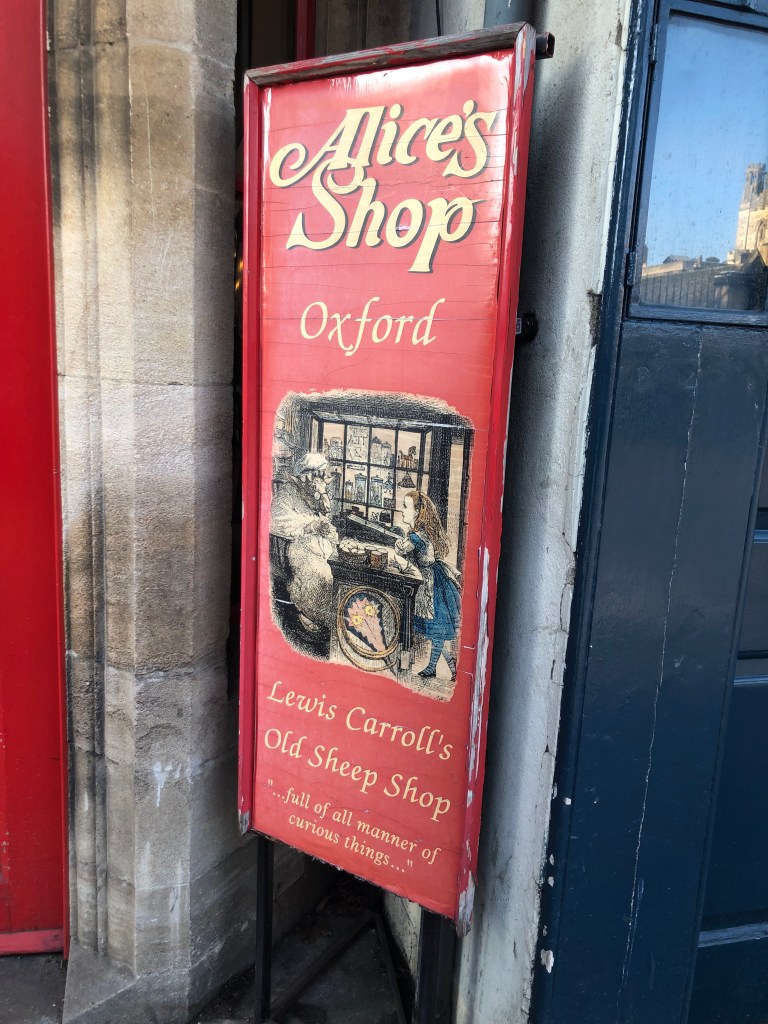 Alice's
Shop
Oxford
Lewis Carroll's
Old Sheep Shop
"...full of all manner of
curious things..."